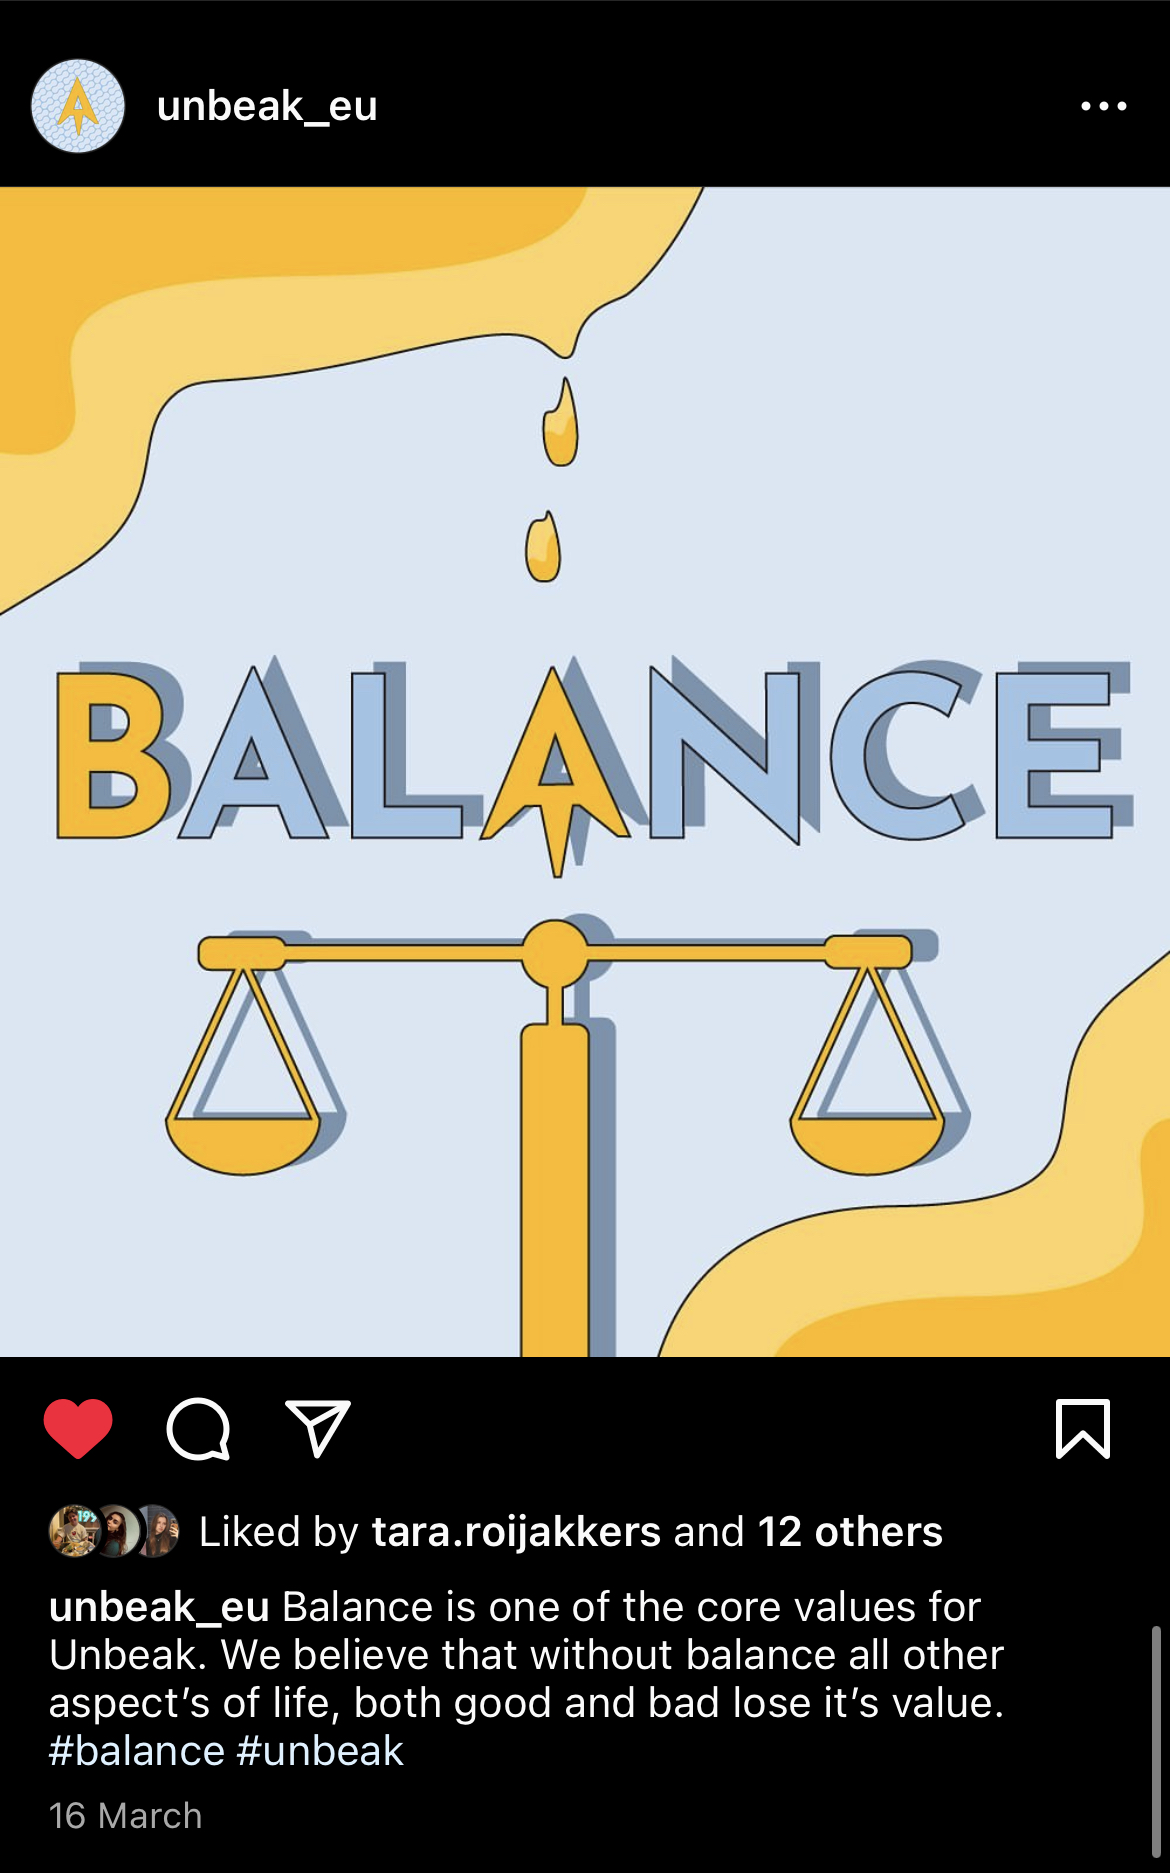 unbeak_eu
BALANCE
Liked by tara.roijakkers and 12 others
unbeak_eu Balance is one of the core values for
Unbeak. We believe that without balance all other
aspect’s of life, both good and bad lose it’s value.
#balance #unbeak
16 March